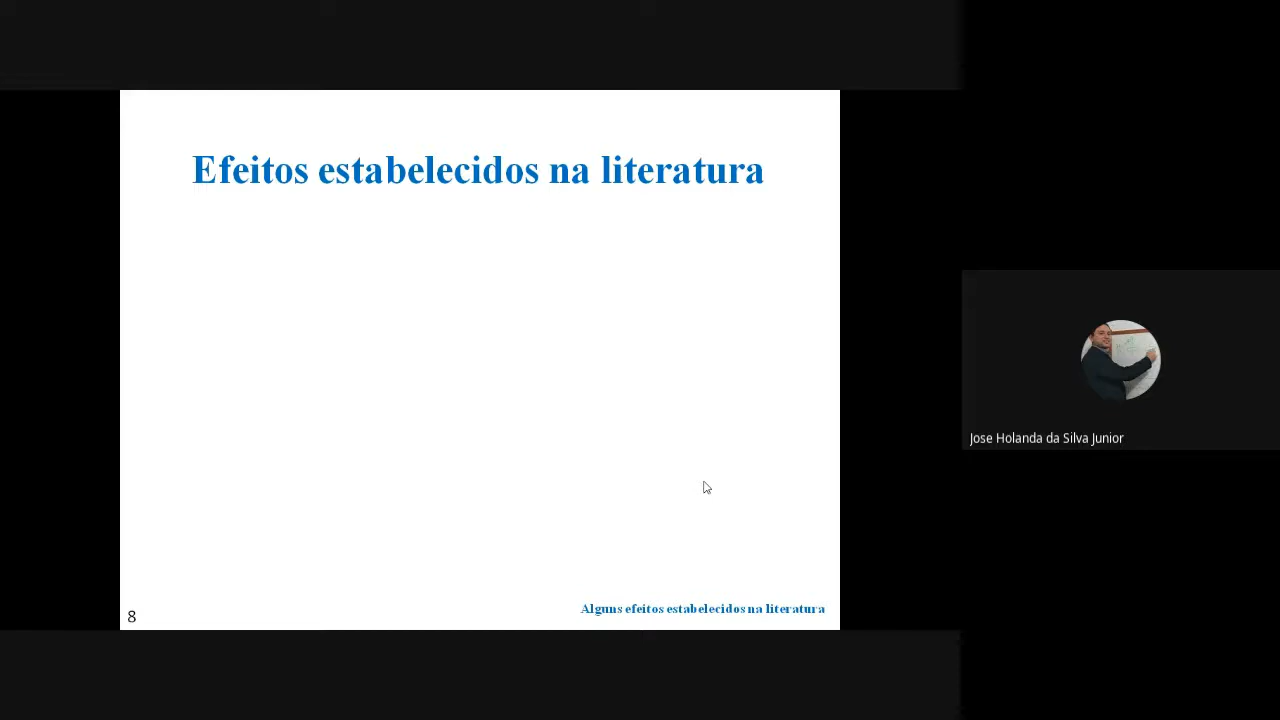 Efeitos estabelecidos na literatura
Jose Holanda da Silva Junior
Alguns efeitos estabelecidos na literatura
8